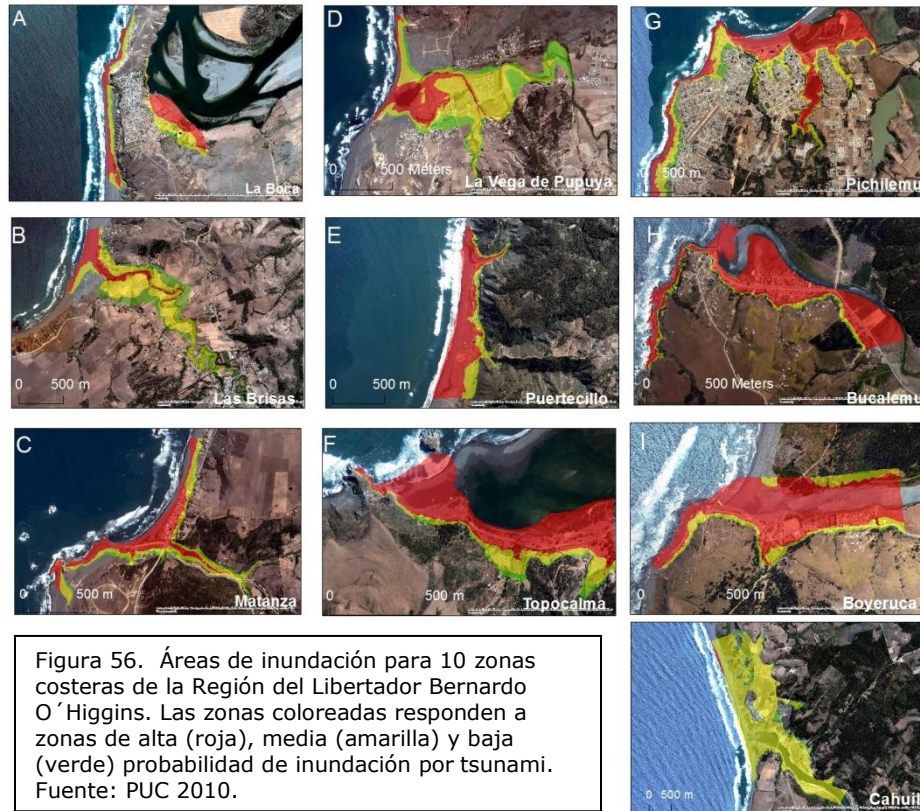 A
La Boca
0
D
0
500 Meters
La Vega de Pupuya
G
0
500 m
Pichilemu
B
0
500 m
Las Brisas
E
0
500 m
Puertecillo
H
0
500 Meters
Bucalemu
C
0
500 m
Matanza
F
0
500 m
Topocalma
I
0
500 m
Boyeruca
0
500 m
Cahuil
Figura 56. Áreas de inundación para 10 zonas
costeras de la Región del Libertador Bernardo
O´Higgins. Las zonas coloreadas responden a
zonas de alta (roja), media (amarilla) y baja
(verde) probabilidad de inundación por tsunami.
Fuente: PUC 2010.